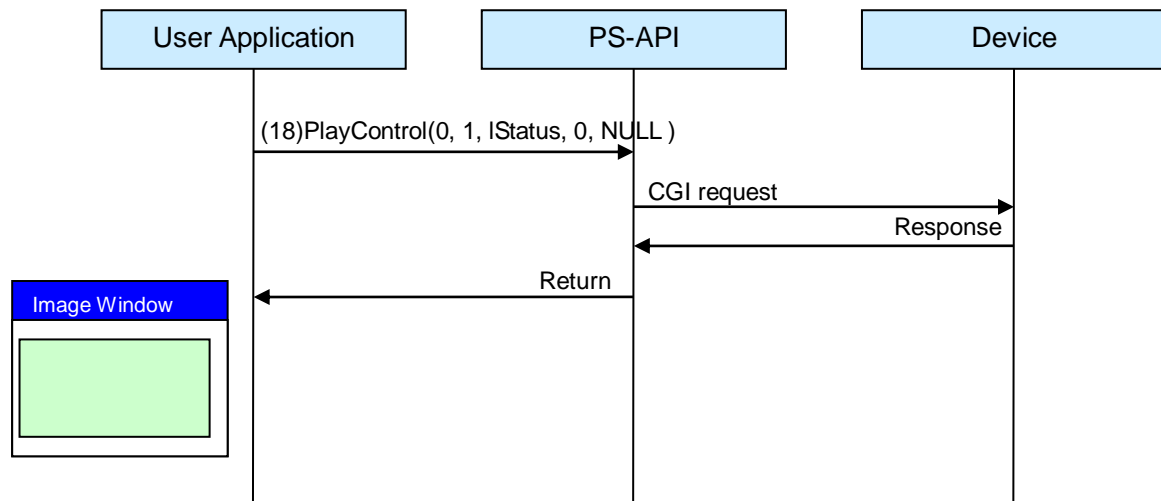 User Application
PS-API
Device
(18)PlayControl(0, 1, lStatus, 0, NULL )
CGI request
Response
Return
Image Window